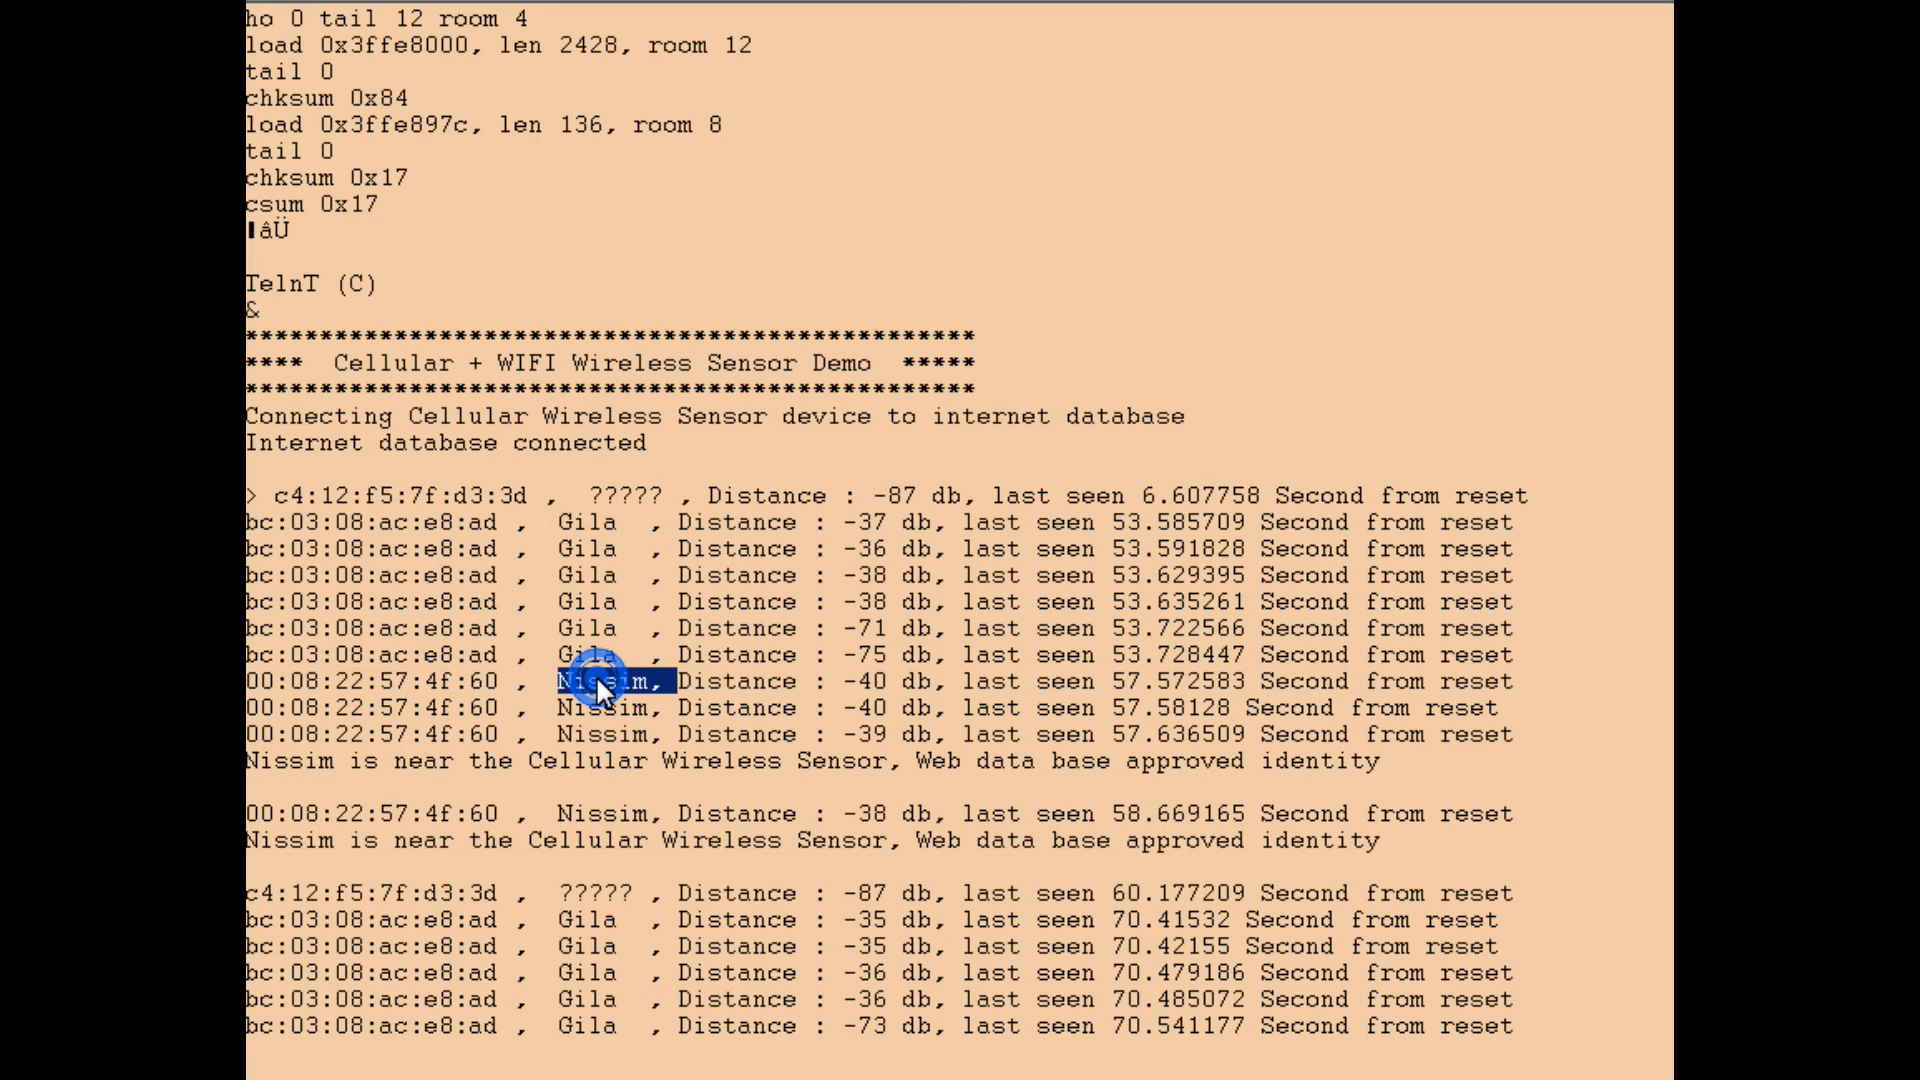 ho 0 tail 12 room 4
load 0x3ffe8000, len 2428, room 12
tail 0
chksum 0x84
load 0x3ffe897c, len 136, room 8
tail 0
chksum 0x17
csum 0x17
âÜ
TelnT (C)
&
*************************************************
**** Cellular + WIFI Wireless Sensor Demo *****
*************************************************
Connecting Cellular Wireless Sensor device to internet database
Internet database connected
> c4:12:f5:7f:d3:3d , ????? , Distance : -87 db, last seen 6.607758 Second from reset
bc:03:08:ac:e8:ad , Gila , Distance : -37 db, last seen 53.585709 Second from reset
bc:03:08:ac:e8:ad , Gila , Distance : -36 db, last seen 53.591828 Second from reset
bc:03:08:ac:e8:ad , Gila , Distance : -38 db, last seen 53.629395 Second from reset
bc:03:08:ac:e8:ad , Gila , Distance : -38 db, last seen 53.635261 Second from reset
bc:03:08:ac:e8:ad , Gila , Distance : -71 db, last seen 53.722566 Second from reset
bc:03:08:ac:e8:ad , Gila , Distance : -75 db, last seen 53.728447 Second from reset
00:08:22:57:4f:60 , Nissim, Distance : -40 db, last seen 57.572583 Second from reset
00:08:22:57:4f:60 , Nissim, Distance : -40 db, last seen 57.58128 Second from reset
00:08:22:57:4f:60 , Nissim, Distance : -39 db, last seen 57.636509 Second from reset
Nissim is near the Cellular Wireless Sensor, Web data base approved identity
00:08:22:57:4f:60 , Nissim, Distance : -38 db, last seen 58.669165 Second from reset
Nissim is near the Cellular Wireless Sensor, Web data base approved identity
c4:12:f5:7f:d3:3d , ????? , Distance : -87 db, last seen 60.177209 Second from reset
bc:03:08:ac:e8:ad , Gila , Distance : -35 db, last seen 70.41532 Second from reset
bc:03:08:ac:e8:ad , Gila , Distance : -35 db, last seen 70.42155 Second from reset
bc:03:08:ac:e8:ad , Gila , Distance : -36 db, last seen 70.479186 Second from reset
bc:03:08:ac:e8:ad , Gila , Distance : -36 db, last seen 70.485072 Second from reset
bc:03:08:ac:e8:ad , Gila , Distance : -73 db, last seen 70.541177 Second from reset